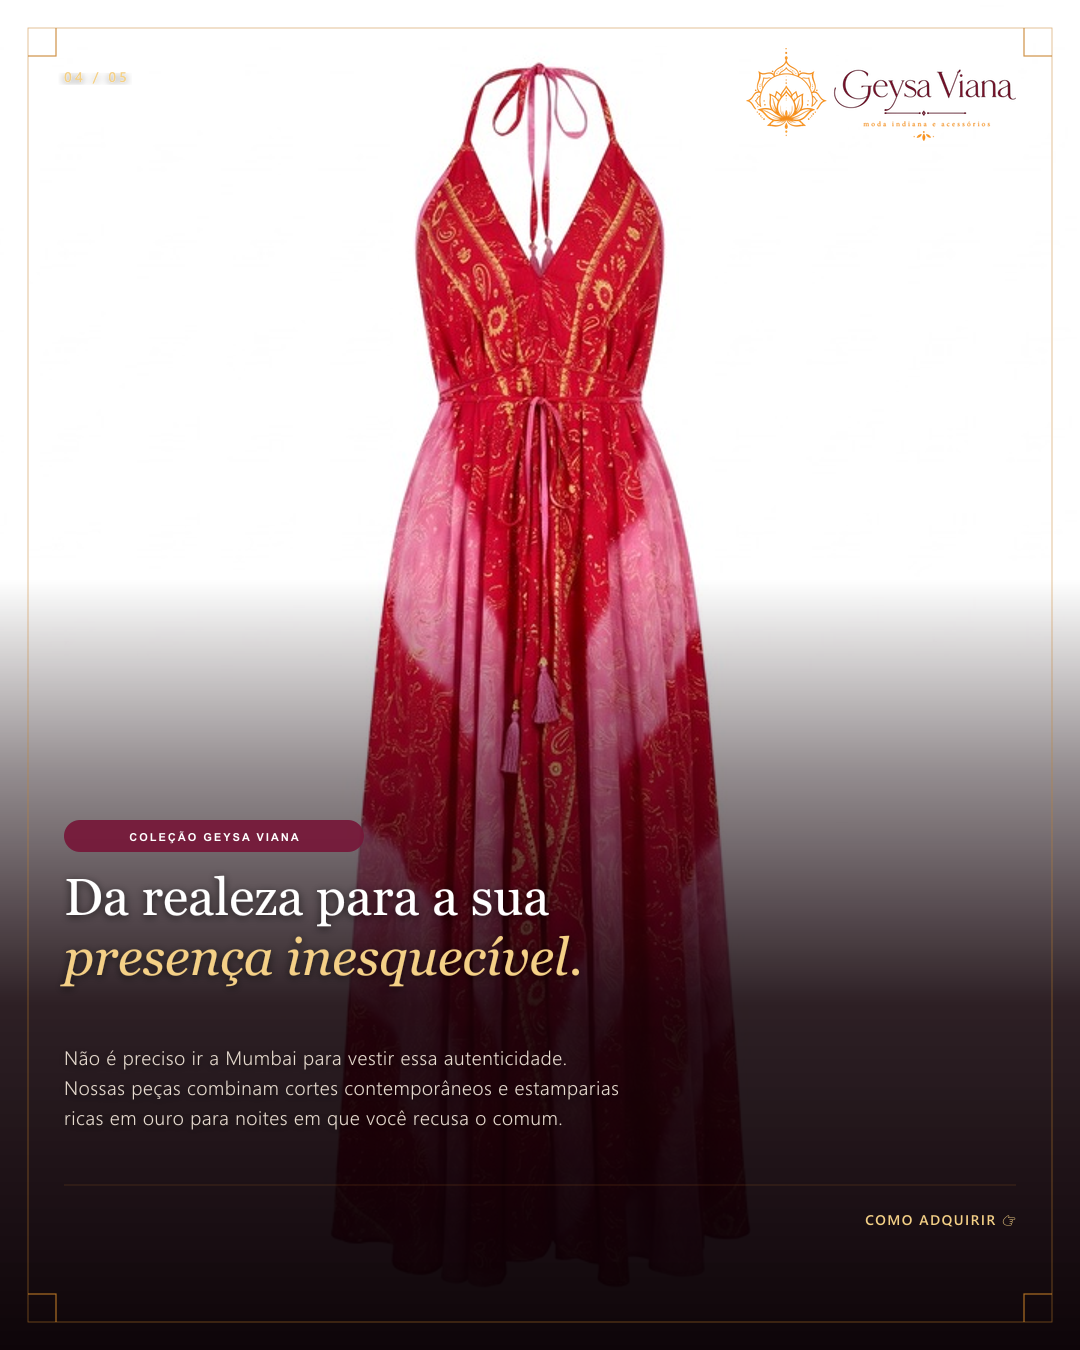 04 / 05
Geysa Viana
moda indiana e acessórios
COLEÇÃO GEYSA VIANA
Da realeza para a sua
presença inesquecível.
Não é preciso ir a Mumbai para vestir essa autenticidade.
Nossas peças combinam cortes contemporâneos e estamparias
ricas em ouro para noites em que você recusa o comum.
COMO ADQUIRIR 👉